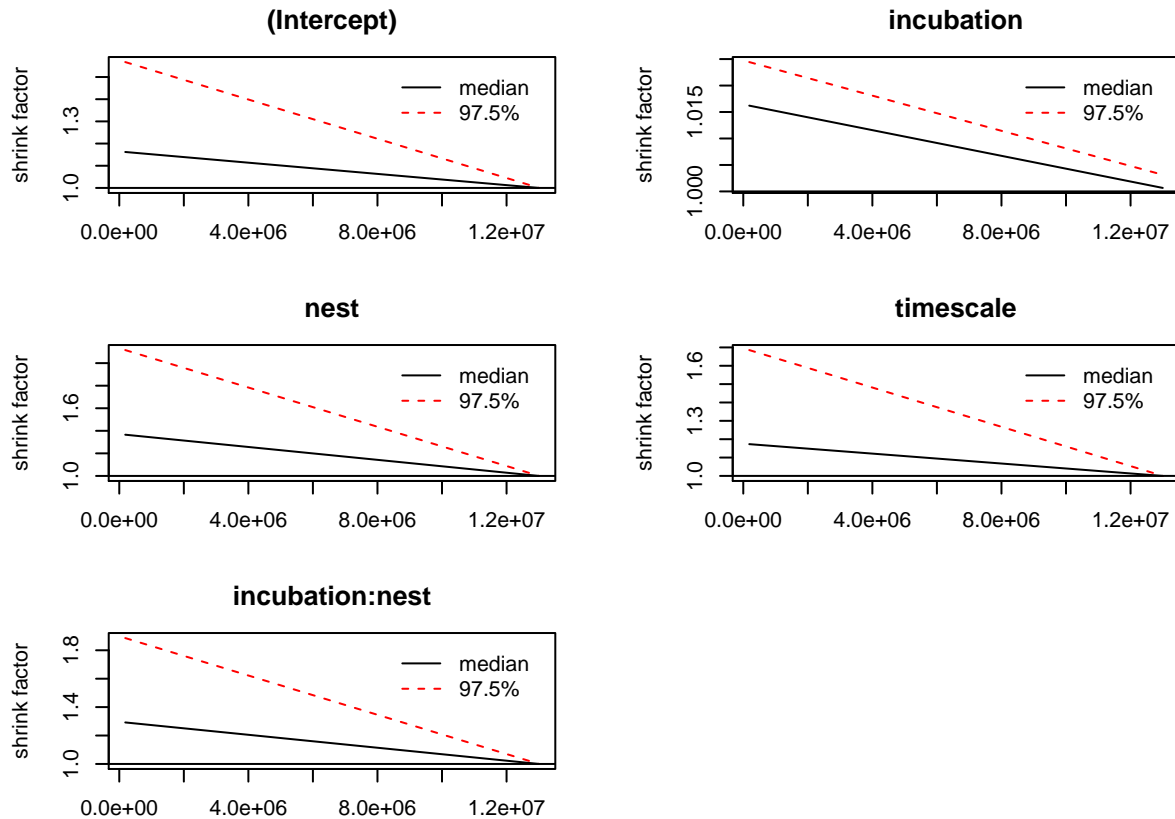 (Intercept)
shrink factor
1.0 1.3
median
97.5%
0.0e+00 4.0e+06 8.0e+06 1.2e+07
incubation
shrink factor
1.000 1.015
median
97.5%
0.0e+00 4.0e+06 8.0e+06 1.2e+07
nest
shrink factor
1.0 1.6
median
97.5%
0.0e+00 4.0e+06 8.0e+06 1.2e+07
timescale
shrink factor
1.0 1.3 1.6
median
97.5%
0.0e+00 4.0e+06 8.0e+06 1.2e+07
incubation:nest
shrink factor
1.0 1.4 1.8
median
97.5%
0.0e+00 4.0e+06 8.0e+06 1.2e+07